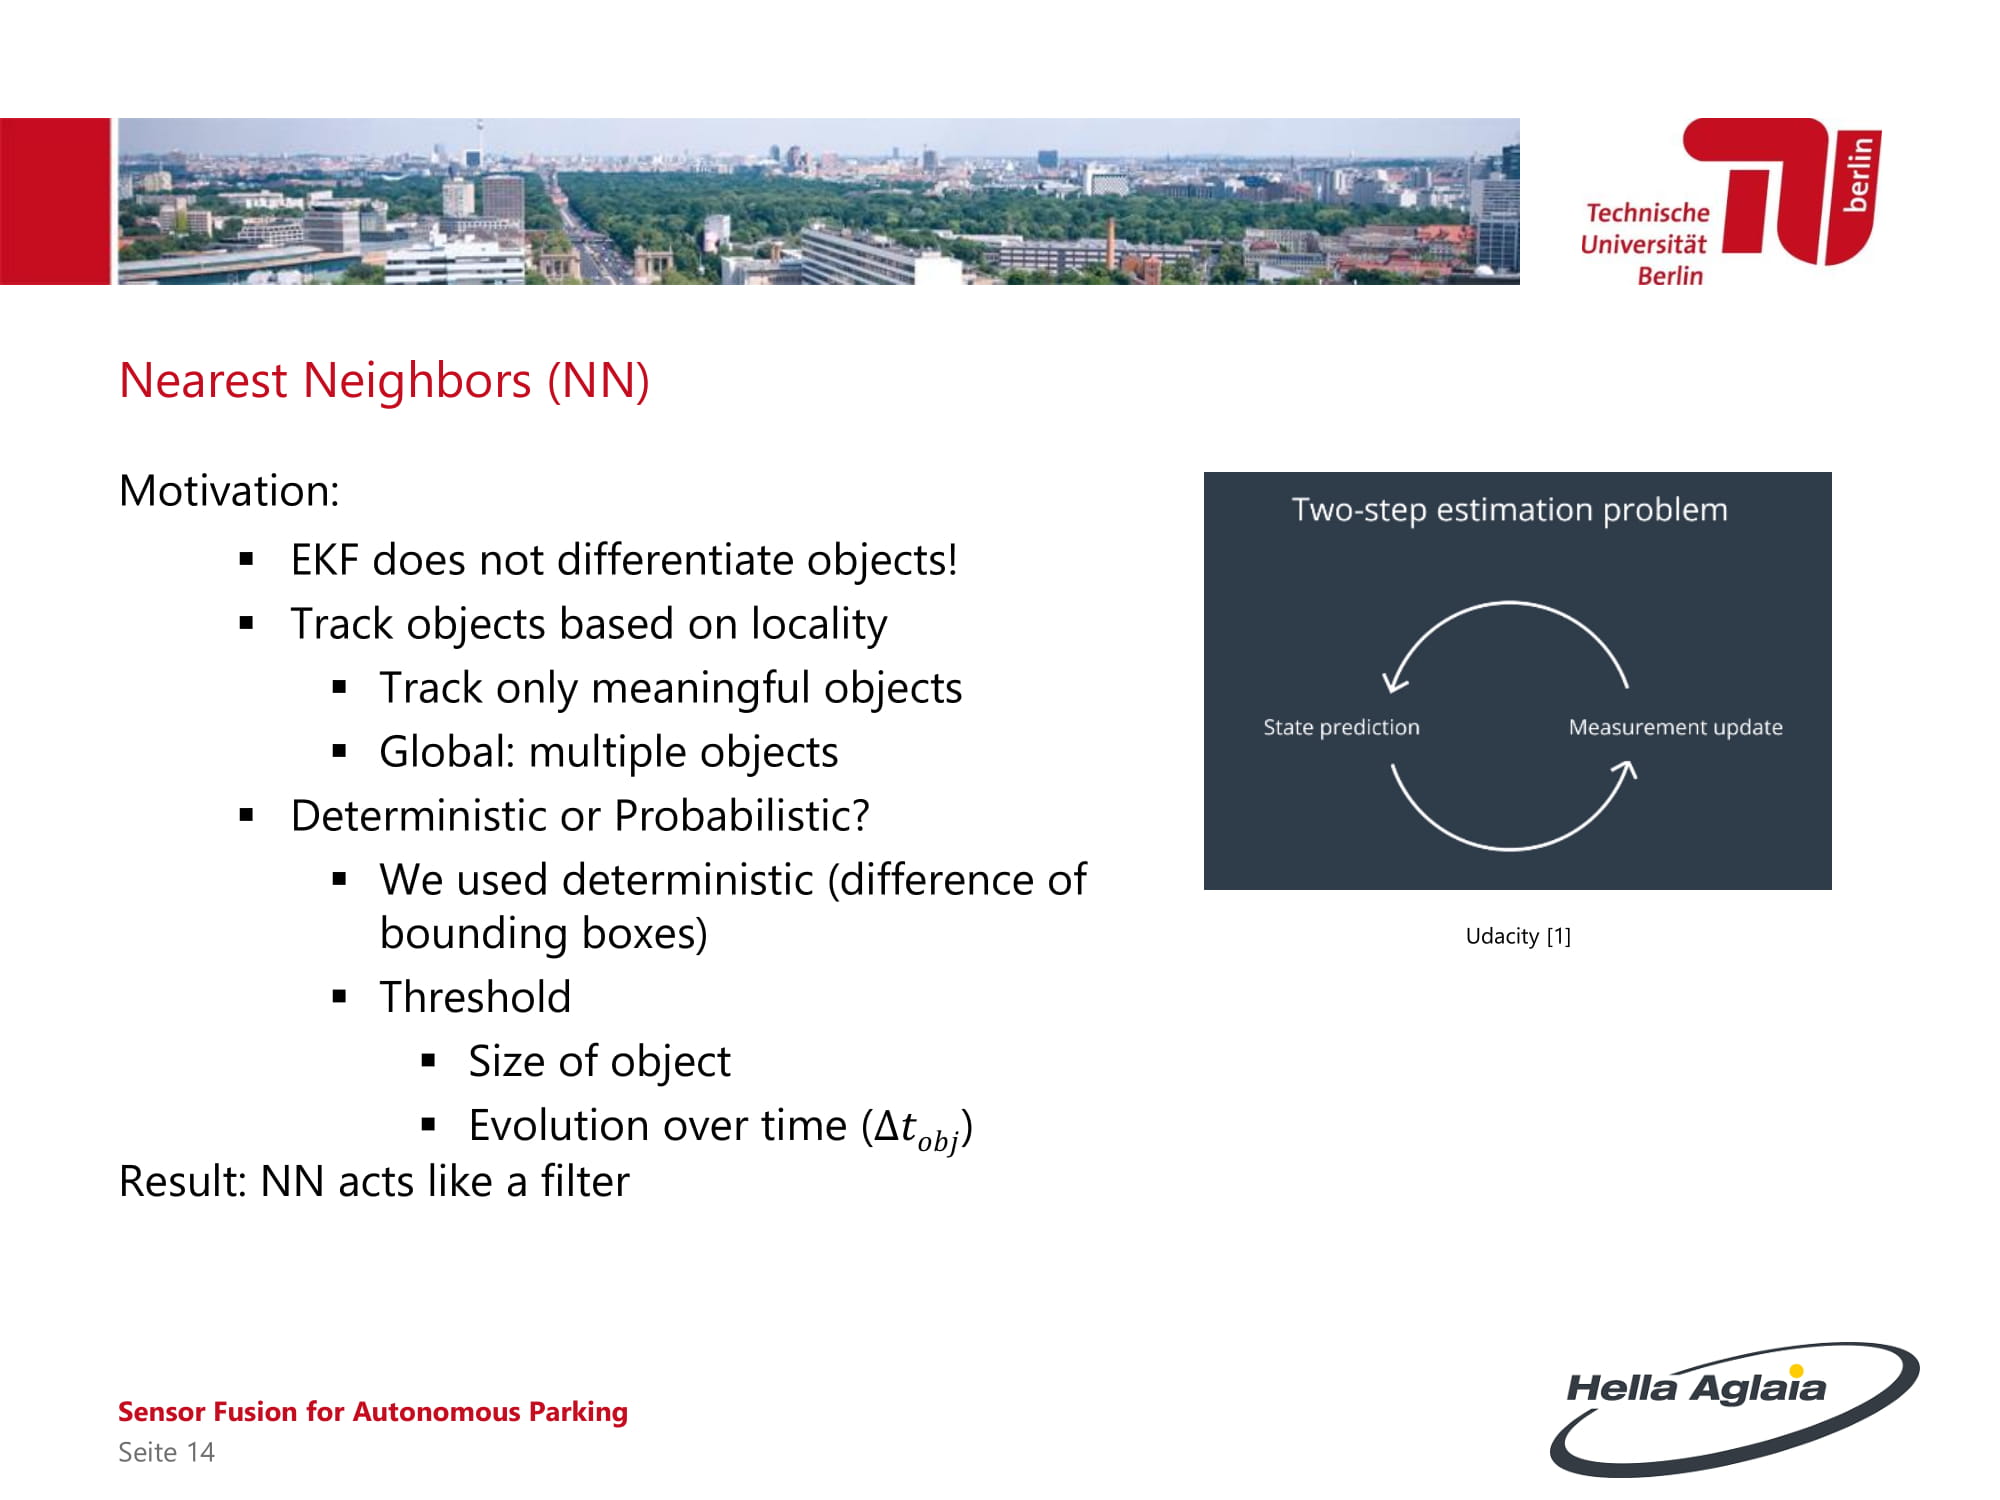 Technische
Universität
Berlin
berlin
Nearest Neighbors (NN)
Motivation:
▪ EKF does not differentiate objects!
▪ Track objects based on locality
▪ Track only meaningful objects
▪ Global: multiple objects
▪ Deterministic or Probabilistic?
▪ We used deterministic (difference of
bounding boxes)
▪ Threshold
▪ Size of object
▪ Evolution over time (Δt_obj)
Result: NN acts like a filter
Two-step estimation problem
State prediction
Measurement update
Udacity [1]
Sensor Fusion for Autonomous Parking
Seite 14
Hella Aglaia